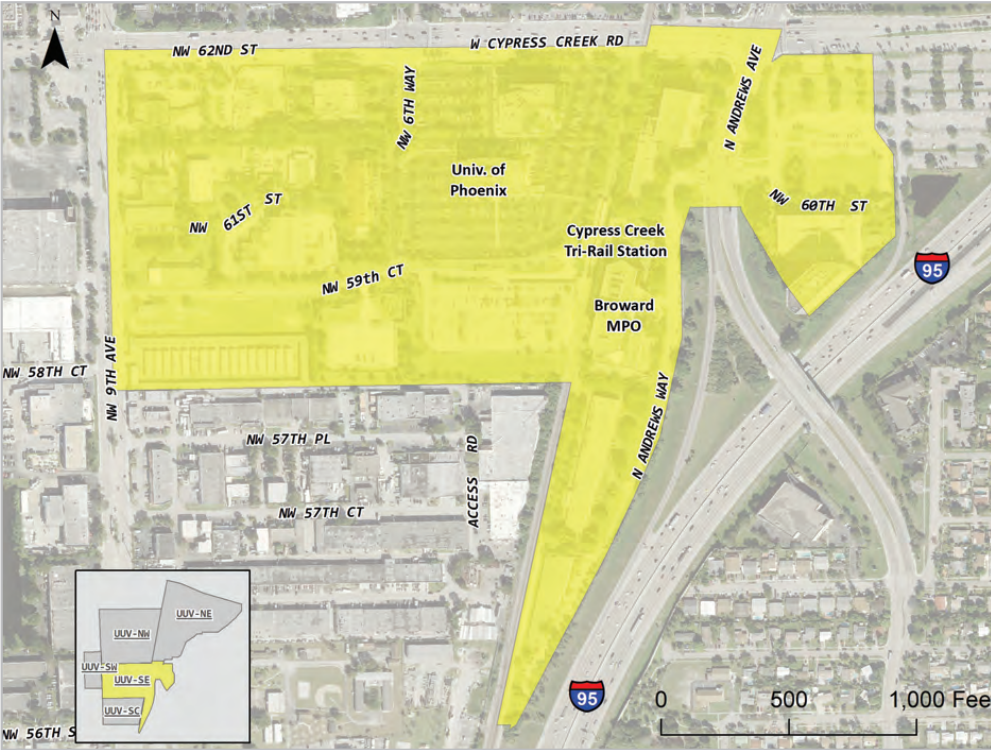 N
NW 62ND ST
W CYPRESS CREEK RD
NW 6TH WAY
N ANDREWS AVE
Univ. of
Phoenix
NW 61ST ST
NW 60TH ST
Cypress Creek
Tri-Rail Station
NW 59th CT
95
Broward
MPO
NW 9TH AVE
NW 58TH CT
N ANDREWS WAY
NW 57TH PL
ACCESS RD
NW 57TH CT
UUV-NE
UUV-NW
UUV-SW
UUV-SE
UUV-SC
95
0 500 1,000 Fee
NW 56TH S